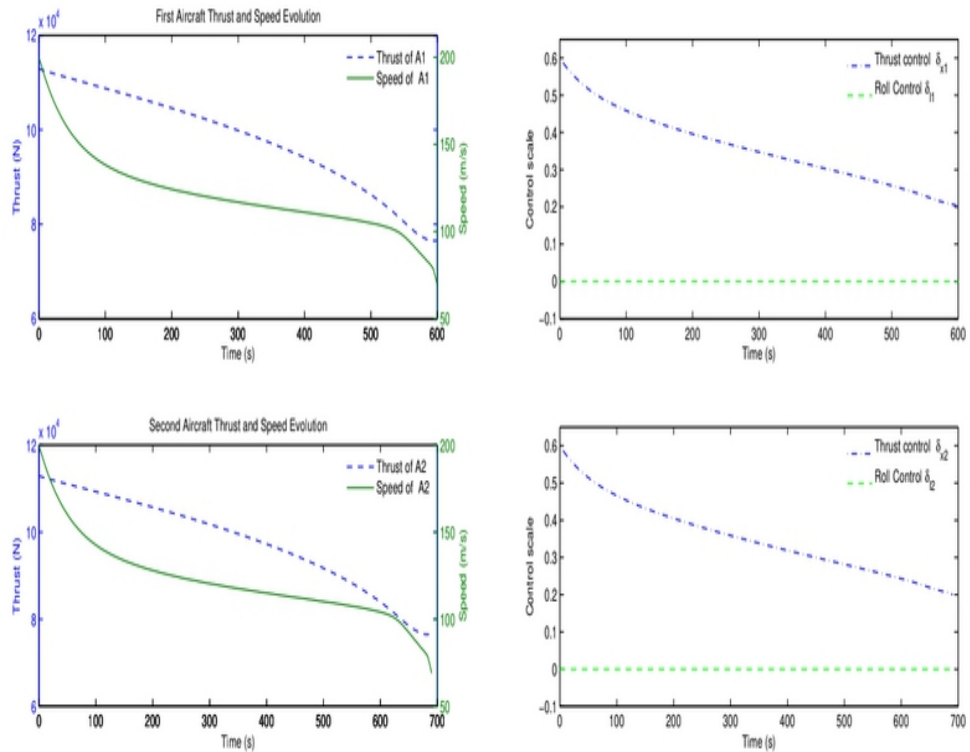 First Aircraft Thrust and Speed Evolution
x 10⁴
12
10
8
6
Thrust (N)
Thrust of A1
Speed of A1
200
150
100
50
Speed (m/s)
0 100 200 300 400 500 600
Time (s)
0.6
0.5
0.4
0.3
0.2
0.1
0
−0.1
Control scale
Thrust control δx1
Roll Control δl1
0 100 200 300 400 500 600
Time (s)
Second Aircraft Thrust and Speed Evolution
x 10⁴
12
10
8
6
Thrust (N)
Thrust of A2
Speed of A2
200
150
100
50
Speed (m/s)
0 100 200 300 400 500 600 700
Time (s)
0.6
0.5
0.4
0.3
0.2
0.1
0
−0.1
Control scale
Thrust control δx2
Roll Control δl2
0 100 200 300 400 500 600 700
Time (s)